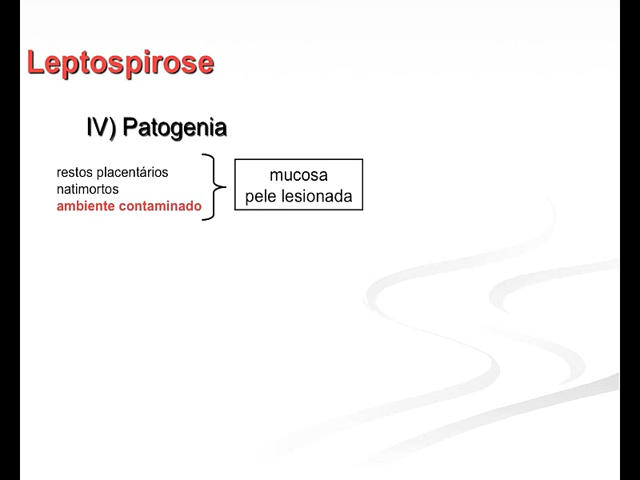 Leptospirose
IV) Patogenia
restos placentários
natimortos
ambiente contaminado
mucosa
pele lesionada